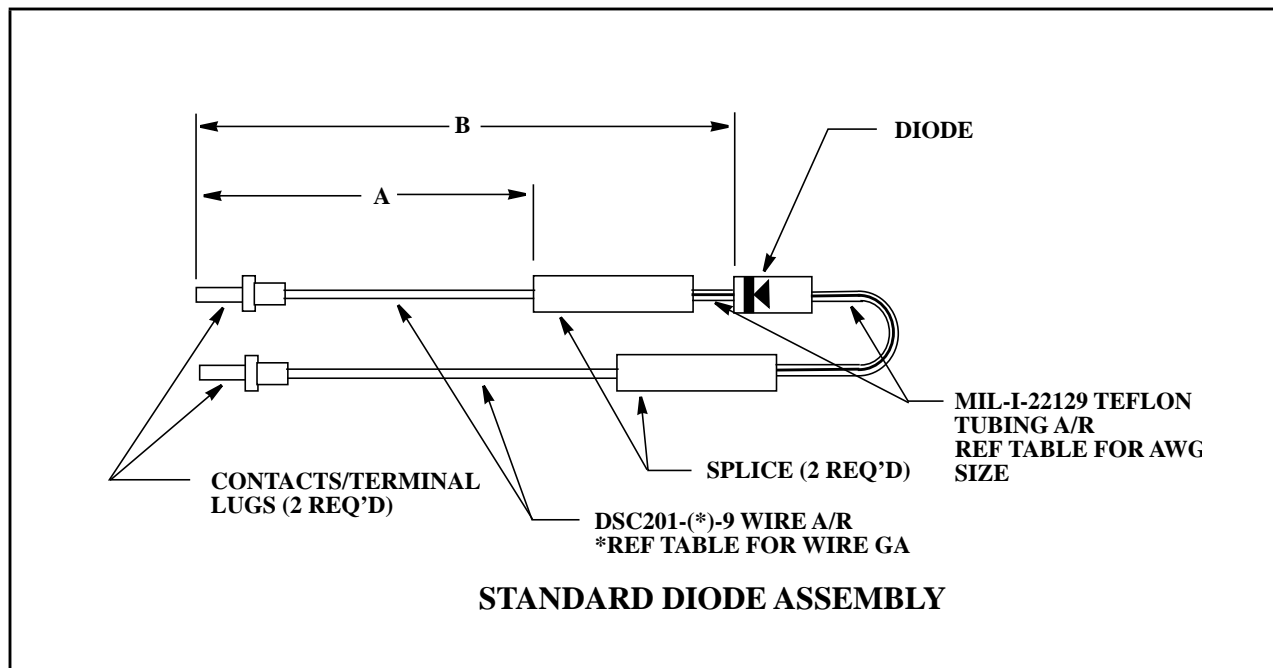 B
DIODE
A
MIL-I-22129 TEFLON
TUBING A/R
REF TABLE FOR AWG
SIZE
SPLICE (2 REQ’D)
CONTACTS/TERMINAL
LUGS (2 REQ’D)
DSC201-(*)-9 WIRE A/R
*REF TABLE FOR WIRE GA
STANDARD DIODE ASSEMBLY